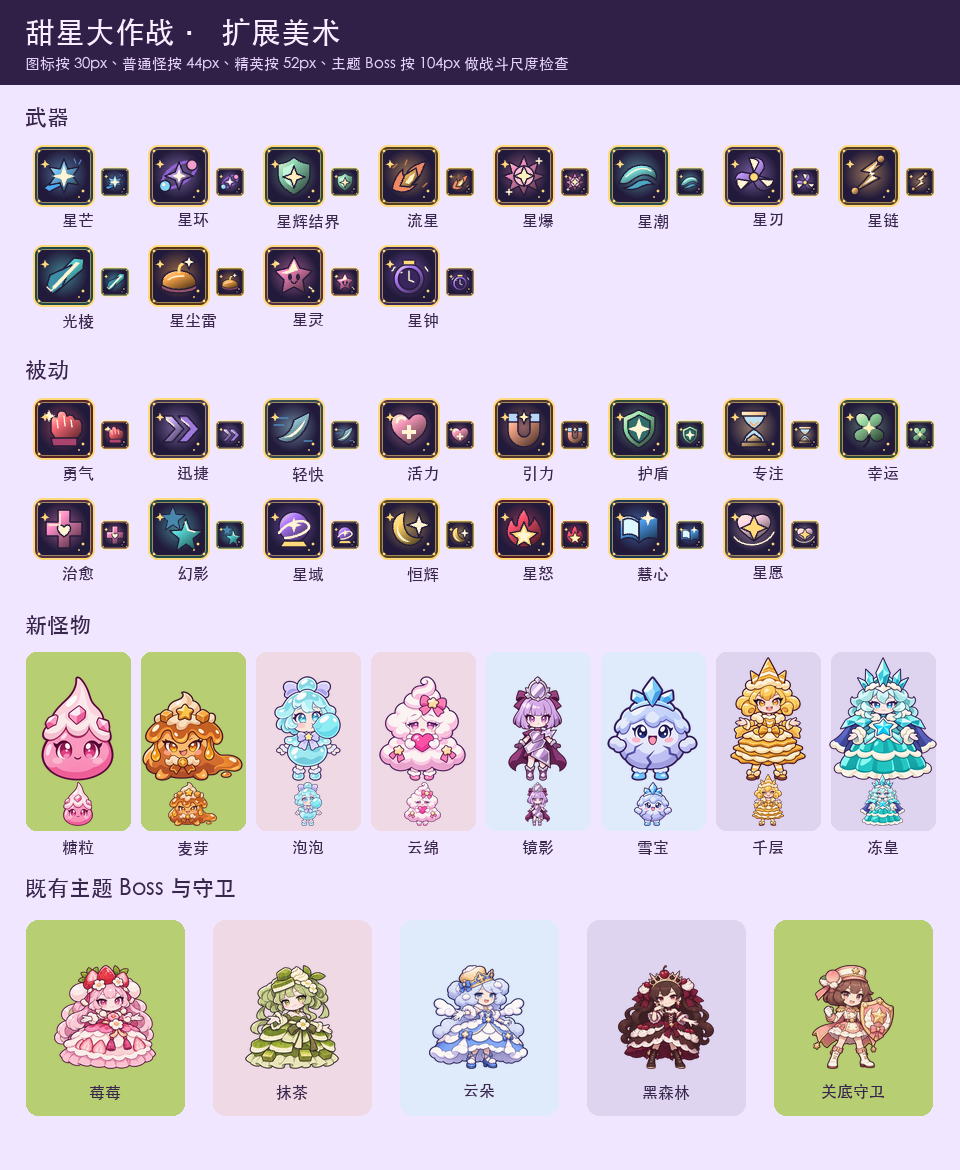 甜星大作战 · 扩展美术
图标按 30px、普通怪按 44px、精英按 52px、主题 Boss 按 104px 做战斗尺度检查
武器
星芒 星环 星辉结界 流星 星爆 星潮 星刃 星链
光棱 星尘雷 星灵 星钟
被动
勇气 迅捷 轻快 活力 引力 护盾 专注 幸运
治愈 幻影 星域 恒辉 星怒 慧心 星愿
新怪物
糖粒 麦芽 泡泡 云绵 镜影 雪宝 千层 冻皇
既有主题 Boss 与守卫
莓莓 抹茶 云朵 黑森林 关底守卫